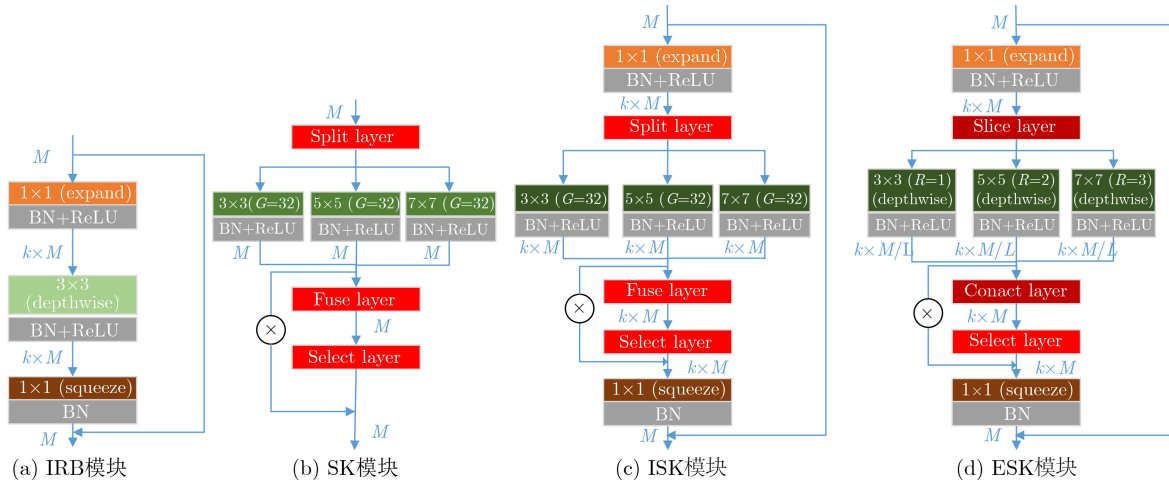 M
1×1 (expand)
BN+ReLU
k×M
3×3
(depthwise)
BN+ReLU
k×M
1×1 (squeeze)
BN
M
(a) IRB模块
M
Split layer
3×3(G=32)
5×5 (G=32)
7×7 (G=32)
BN+ReLU
BN+ReLU
BN+ReLU
M
M
M
Fuse layer
×
M
Select layer
M
(b) SK模块
M
1×1 (expand)
BN+ReLU
k×M
Split layer
3×3 (G=32)
5×5 (G=32)
7×7 (G=32)
BN+ReLU
BN+ReLU
BN+ReLU
k×M
k×M
k×M
Fuse layer
×
k×M
Select layer
k×M
1×1 (squeeze)
BN
M
(c) ISK模块
M
1×1 (expand)
BN+ReLU
k×M
Slice layer
3×3 (R=1)
(depthwise)
5×5 (R=2)
(depthwise)
7×7 (R=3)
(depthwise)
BN+ReLU
BN+ReLU
BN+ReLU
k×M/L
k×M/L
k×M/L
Conact layer
×
k×M
Select layer
k×M
1×1 (squeeze)
BN
M
(d) ESK模块